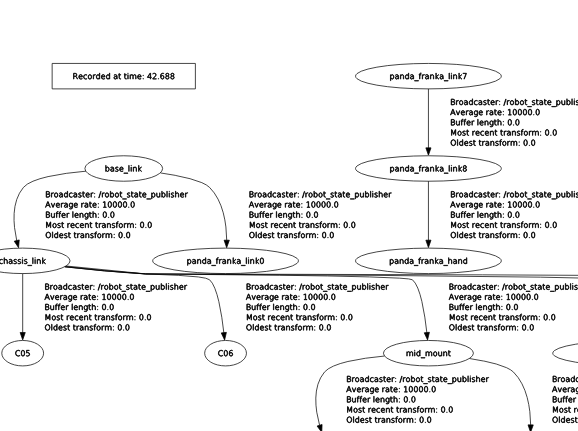 Recorded at time: 42.688
panda_franka_link7
Broadcaster: /robot_state_publisher
Average rate: 10000.0
Buffer length: 0.0
Most recent transform: 0.0
Oldest transform: 0.0
base_link
panda_franka_link8
Broadcaster: /robot_state_publisher
Average rate: 10000.0
Buffer length: 0.0
Most recent transform: 0.0
Oldest transform: 0.0
Broadcaster: /robot_state_publisher
Average rate: 10000.0
Buffer length: 0.0
Most recent transform: 0.0
Oldest transform: 0.0
Broadcaster: /robot_state_publis
Average rate: 10000.0
Buffer length: 0.0
Most recent transform: 0.0
Oldest transform: 0.0
chassis_link
panda_franka_link0
panda_franka_hand
Broadcaster: /robot_state_publisher
Average rate: 10000.0
Buffer length: 0.0
Most recent transform: 0.0
Oldest transform: 0.0
Broadcaster: /robot_state_publisher
Average rate: 10000.0
Buffer length: 0.0
Most recent transform: 0.0
Oldest transform: 0.0
Broadcaster: /robot_state_publis
Average rate: 10000.0
Buffer length: 0.0
Most recent transform: 0.0
Oldest transform: 0.0
C05
C06
mid_mount
Broadcaster: /robot_state_publisher
Average rate: 10000.0
Buffer length: 0.0
Most recent transform: 0.0
Oldest transform: 0.0
Broadc
Averag
Buffer
Most r
Oldest